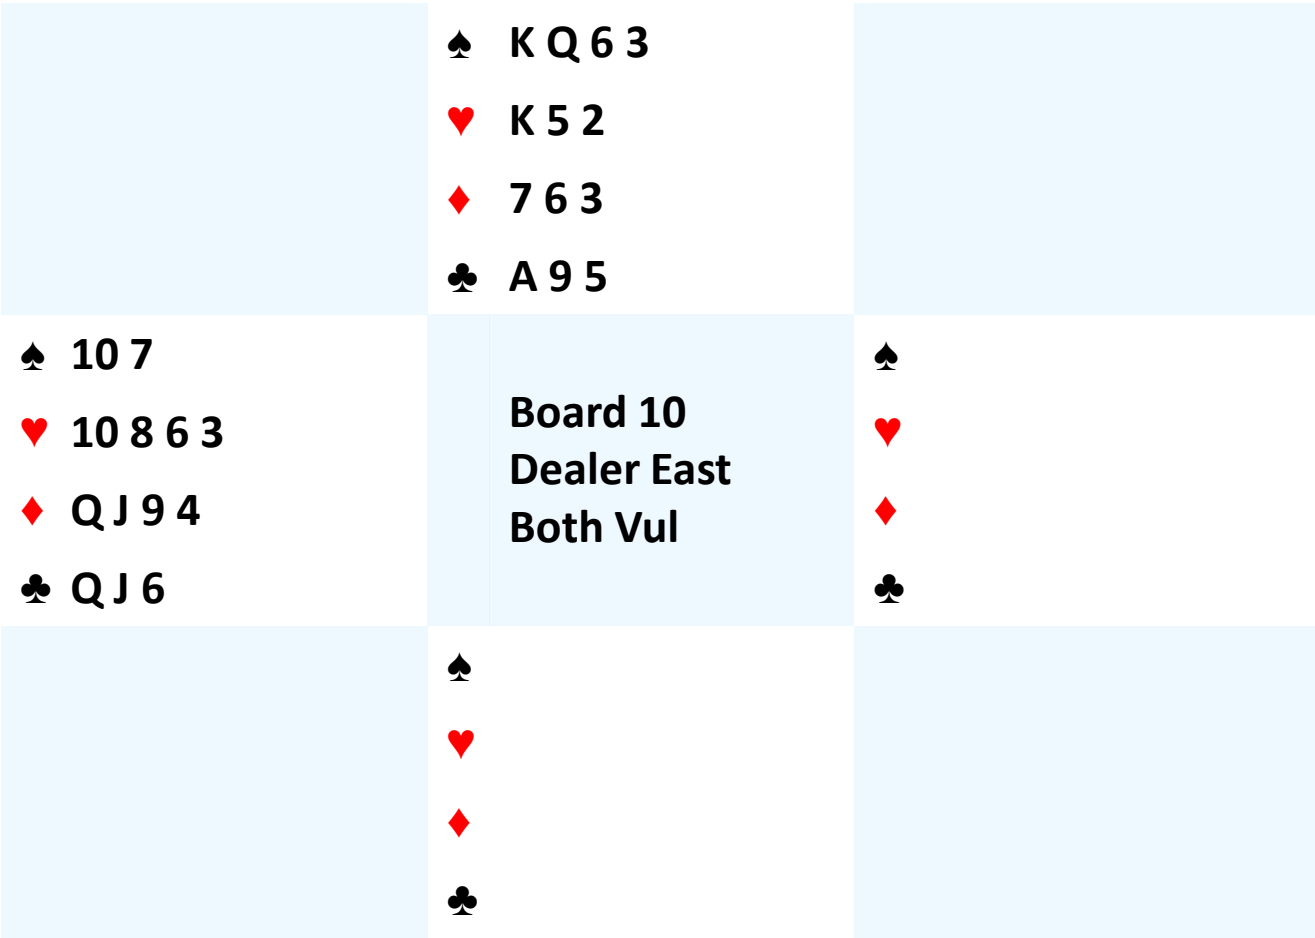 ♠ K Q 6 3
♥ K 5 2
♦ 7 6 3
♣ A 9 5
♠ 10 7
♥ 10 8 6 3
♦ Q J 9 4
♣ Q J 6
Board 10
Dealer East
Both Vul
♠
♥
♦
♣
♠
♥
♦
♣